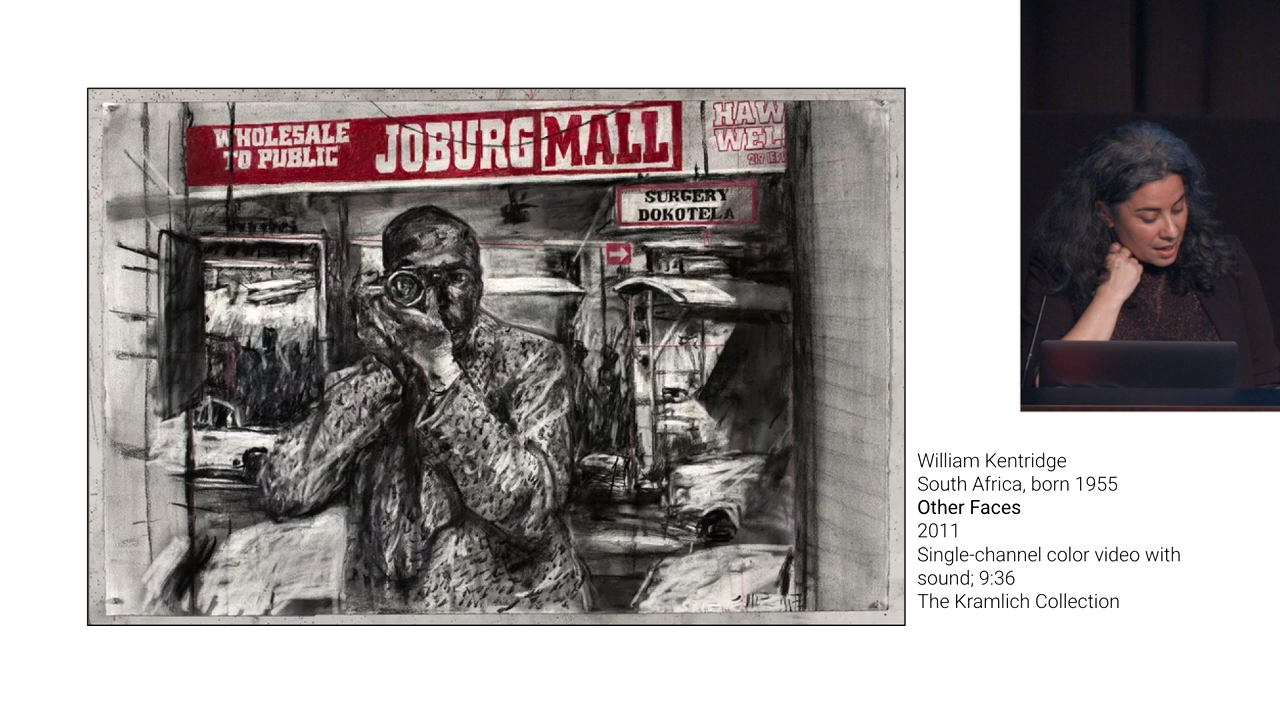 WHOLESALE
TO PUBLIC
JOBURG MALL
HAW
WEL
SURGERY
DOKOTELA
William Kentridge
South Africa, born 1955
Other Faces
2011
Single-channel color video with
sound; 9:36
The Kramlich Collection